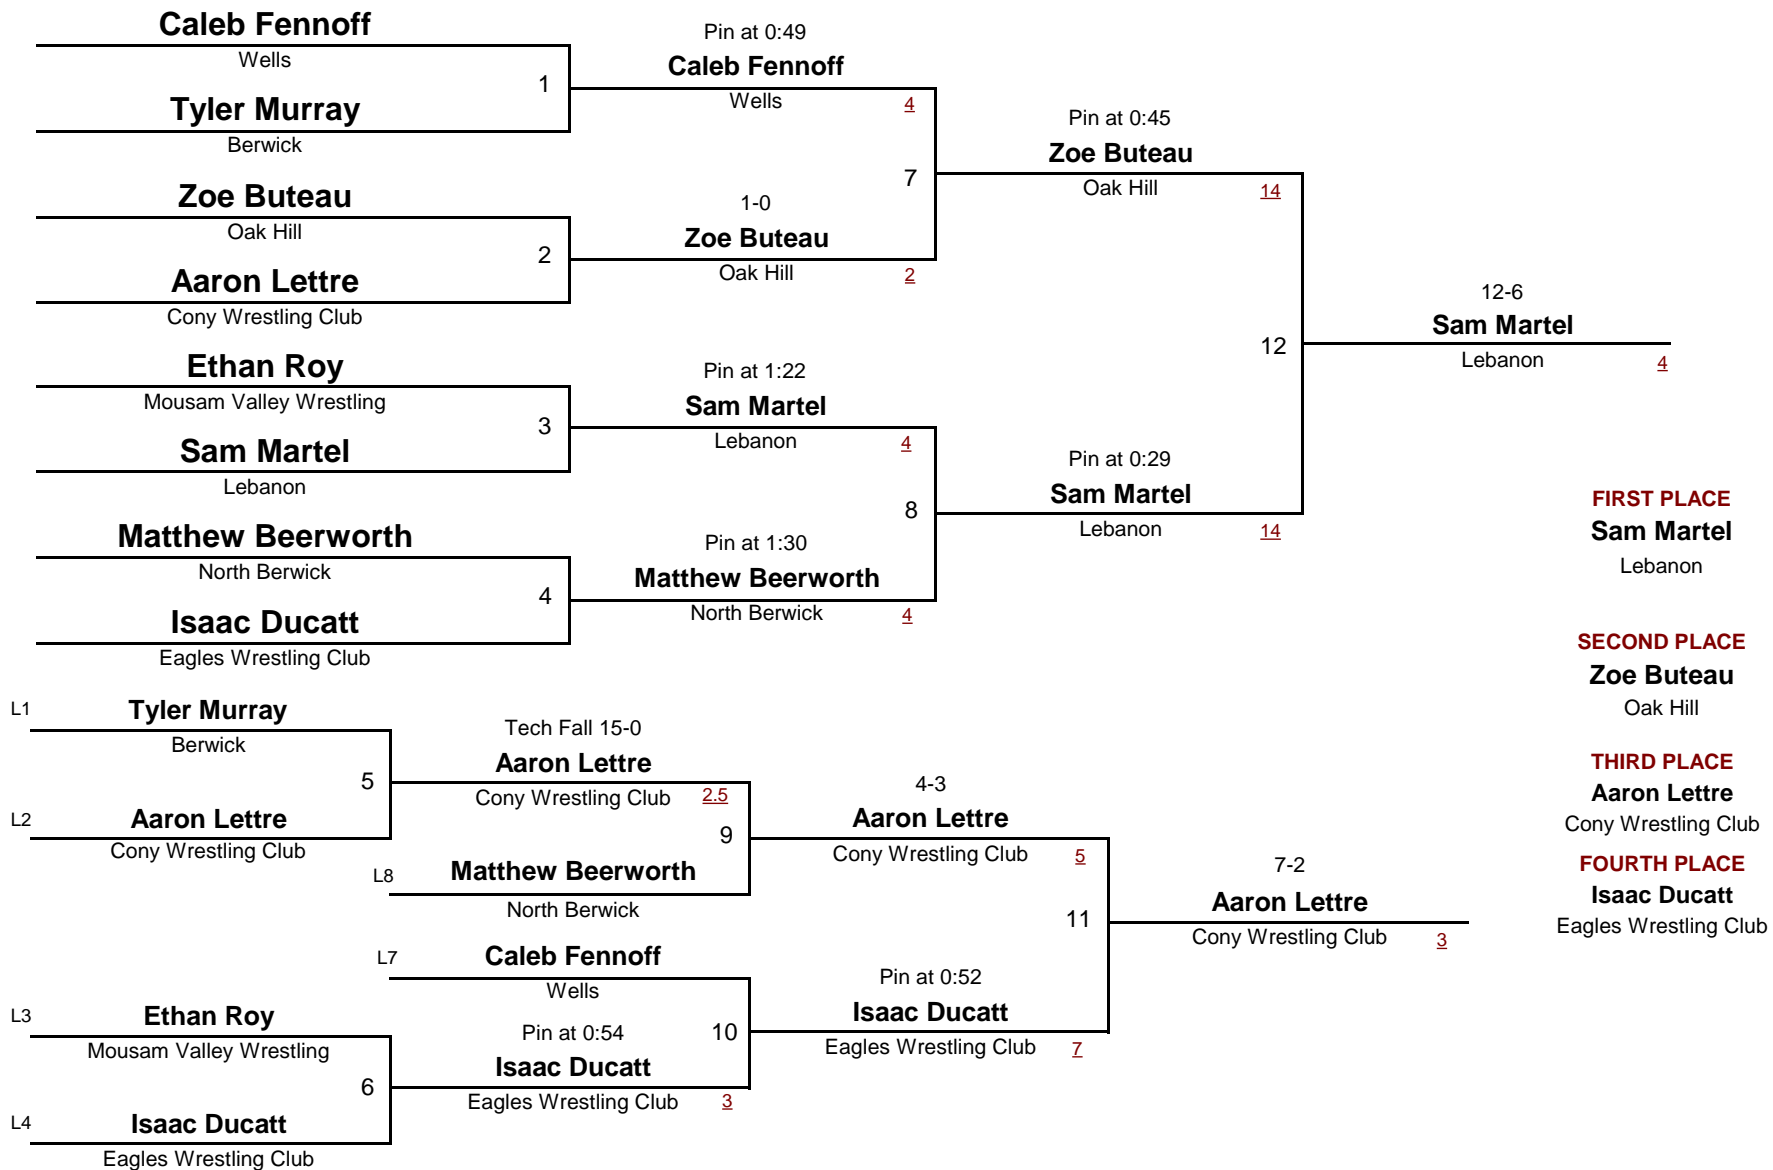 Caleb Fennoff
Wells
1
Tyler Murray
Berwick
Pin at 0:49
Caleb Fennoff
Wells
4
Zoe Buteau
Oak Hill
2
Aaron Lettre
Cony Wrestling Club
1-0
Zoe Buteau
Oak Hill
2
7
Pin at 0:45
Zoe Buteau
Oak Hill
14
Ethan Roy
Mousam Valley Wrestling
3
Sam Martel
Lebanon
Pin at 1:22
Sam Martel
Lebanon
4
Matthew Beerworth
North Berwick
4
Isaac Ducatt
Eagles Wrestling Club
Pin at 1:30
Matthew Beerworth
North Berwick
4
8
Pin at 0:29
Sam Martel
Lebanon
14
12
12-6
Sam Martel
Lebanon
4
L1
Tyler Murray
Berwick
5
L2
Aaron Lettre
Cony Wrestling Club
Tech Fall 15-0
Aaron Lettre
Cony Wrestling Club
2.5
9
L8
Matthew Beerworth
North Berwick
4-3
Aaron Lettre
Cony Wrestling Club
5
L7
Caleb Fennoff
Wells
10
L3
Ethan Roy
Mousam Valley Wrestling
6
L4
Isaac Ducatt
Eagles Wrestling Club
Pin at 0:54
Isaac Ducatt
Eagles Wrestling Club
3
Pin at 0:52
Isaac Ducatt
Eagles Wrestling Club
7
11
7-2
Aaron Lettre
Cony Wrestling Club
3
FIRST PLACE
Sam Martel
Lebanon
SECOND PLACE
Zoe Buteau
Oak Hill
THIRD PLACE
Aaron Lettre
Cony Wrestling Club
FOURTH PLACE
Isaac Ducatt
Eagles Wrestling Club